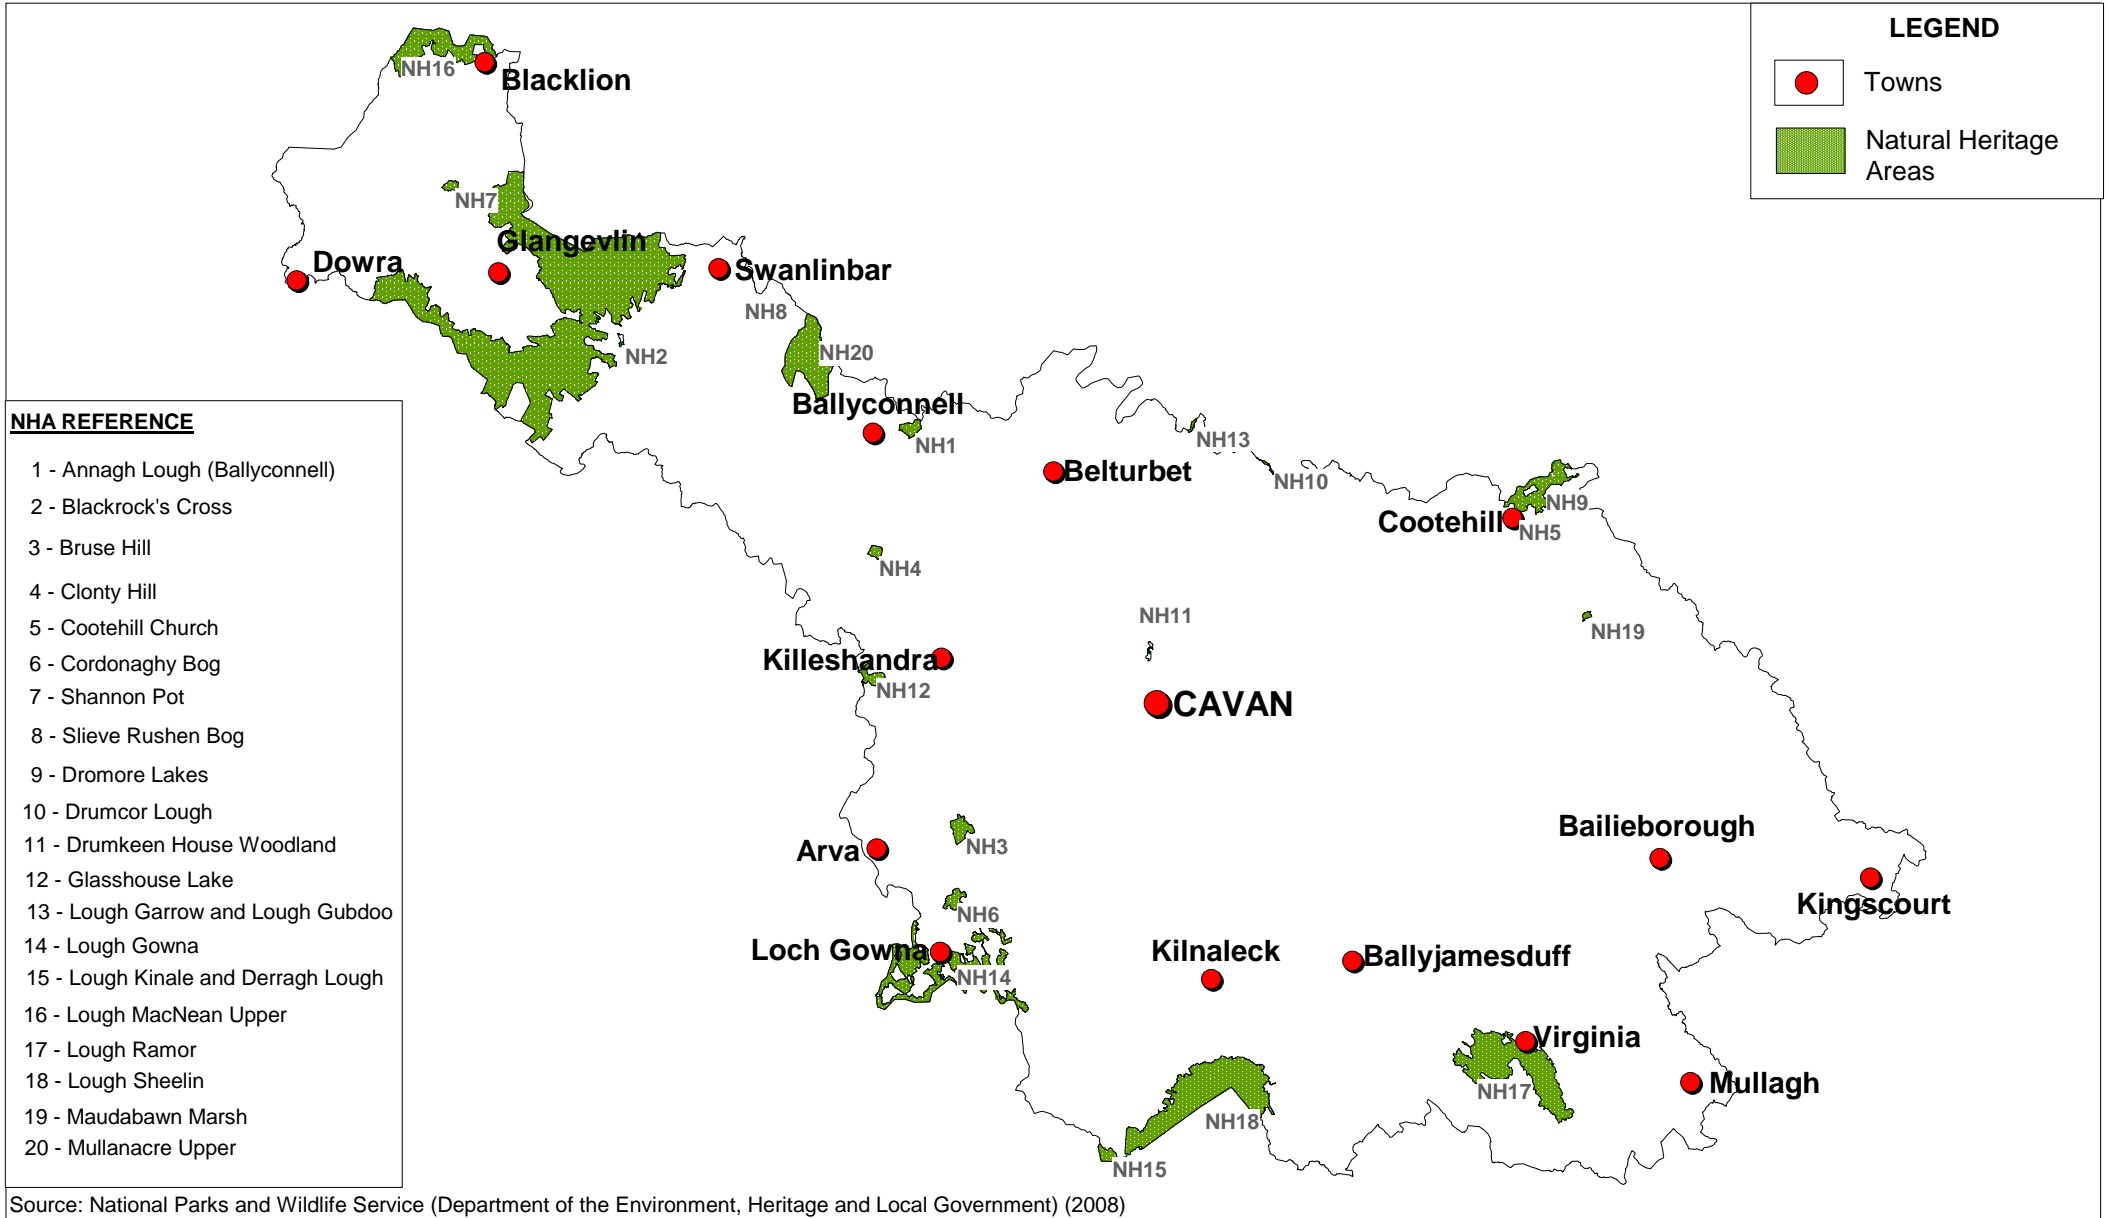 LEGEND
Towns
Natural Heritage
Areas
NH16
Blacklion
NH7
Glangevlin
Dowra
Swanlinbar
NH8
NH2
NH20
Ballyconnell
NH1
NH13
Belturbet
NH10
NH9
Cootehill
NH5
NH4
NH11
NH19
Killeshandra
NH12
CAVAN
Bailieborough
Arva
NH3
Kingscourt
NH6
Loch Gowna
Kilnaleck
Ballyjamesduff
NH14
Virginia
NH17
Mullagh
NH18
NH15
NHA REFERENCE
1 - Annagh Lough (Ballyconnell)
2 - Blackrock's Cross
3 - Bruse Hill
4 - Clonty Hill
5 - Cootehill Church
6 - Cordonaghy Bog
7 - Shannon Pot
8 - Slieve Rushen Bog
9 - Dromore Lakes
10 - Drumcor Lough
11 - Drumkeen House Woodland
12 - Glasshouse Lake
13 - Lough Garrow and Lough Gubdoo
14 - Lough Gowna
15 - Lough Kinale and Derragh Lough
16 - Lough MacNean Upper
17 - Lough Ramor
18 - Lough Sheelin
19 - Maudabawn Marsh
20 - Mullanacre Upper
Source: National Parks and Wildlife Service (Department of the Environment, Heritage and Local Government) (2008)